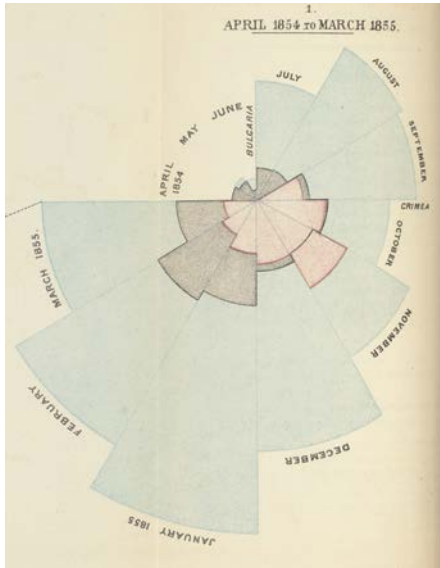 1.
APRIL 1854 TO MARCH 1855.
APRIL
1854
MAY
JUNE
BULGARIA
JULY
AUGUST
SEPTEMBER
CRIMEA
OCTOBER
NOVEMBER
DECEMBER
JANUARY 1855
FEBRUARY
MARCH 1855.